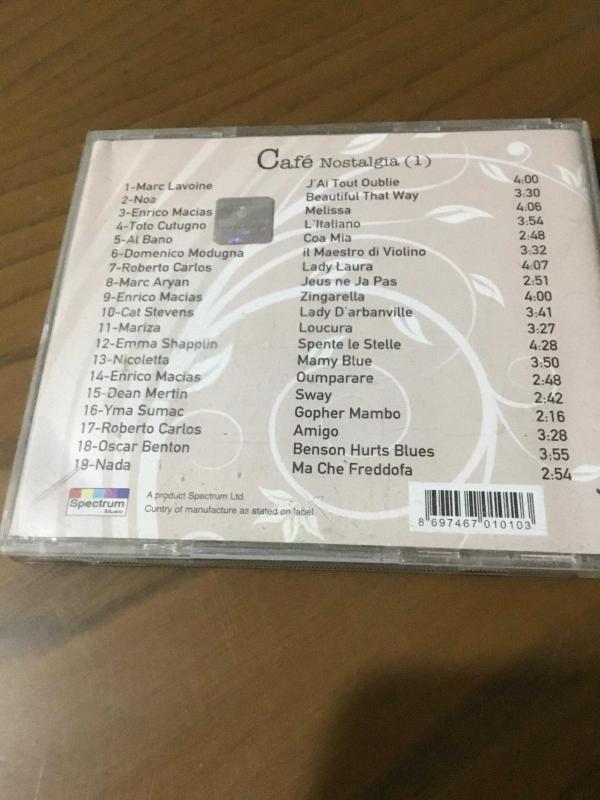 Café Nostalgia (1)
1-Marc Lavoine J'Ai Tout Oublie 4:00
2-Noa Beautiful That Way 3:30
3-Enrico Macias Melissa 4:06
4-Toto Cutugno L'Italiano 3:54
5-Al Bano Coa Mia 2:48
6-Domenico Modugna il Maestro di Violino 3:32
7-Roberto Carlos Lady Laura 4:07
8-Marc Aryan Jeus ne Ja Pas 2:51
9-Enrico Macias Zingarella 4:00
10-Cat Stevens Lady D'arbanville 3:41
11-Mariza Loucura 3:27
12-Emma Shapplin Spente le Stelle 4:28
13-Nicoletta Mamy Blue 3:50
14-Enrico Macias Oumparare 2:48
15-Dean Mertin Sway 2:42
16-Yma Sumac Gopher Mambo 2:16
17-Roberto Carlos Amigo 3:28
18-Oscar Benton Benson Hurts Blues 3:55
19-Nada Ma Che Freddofa 2:54
Spectrum
Music
A product Spectrum Ltd.
Cuntry of manufacture as stated on label
8 697467 010103